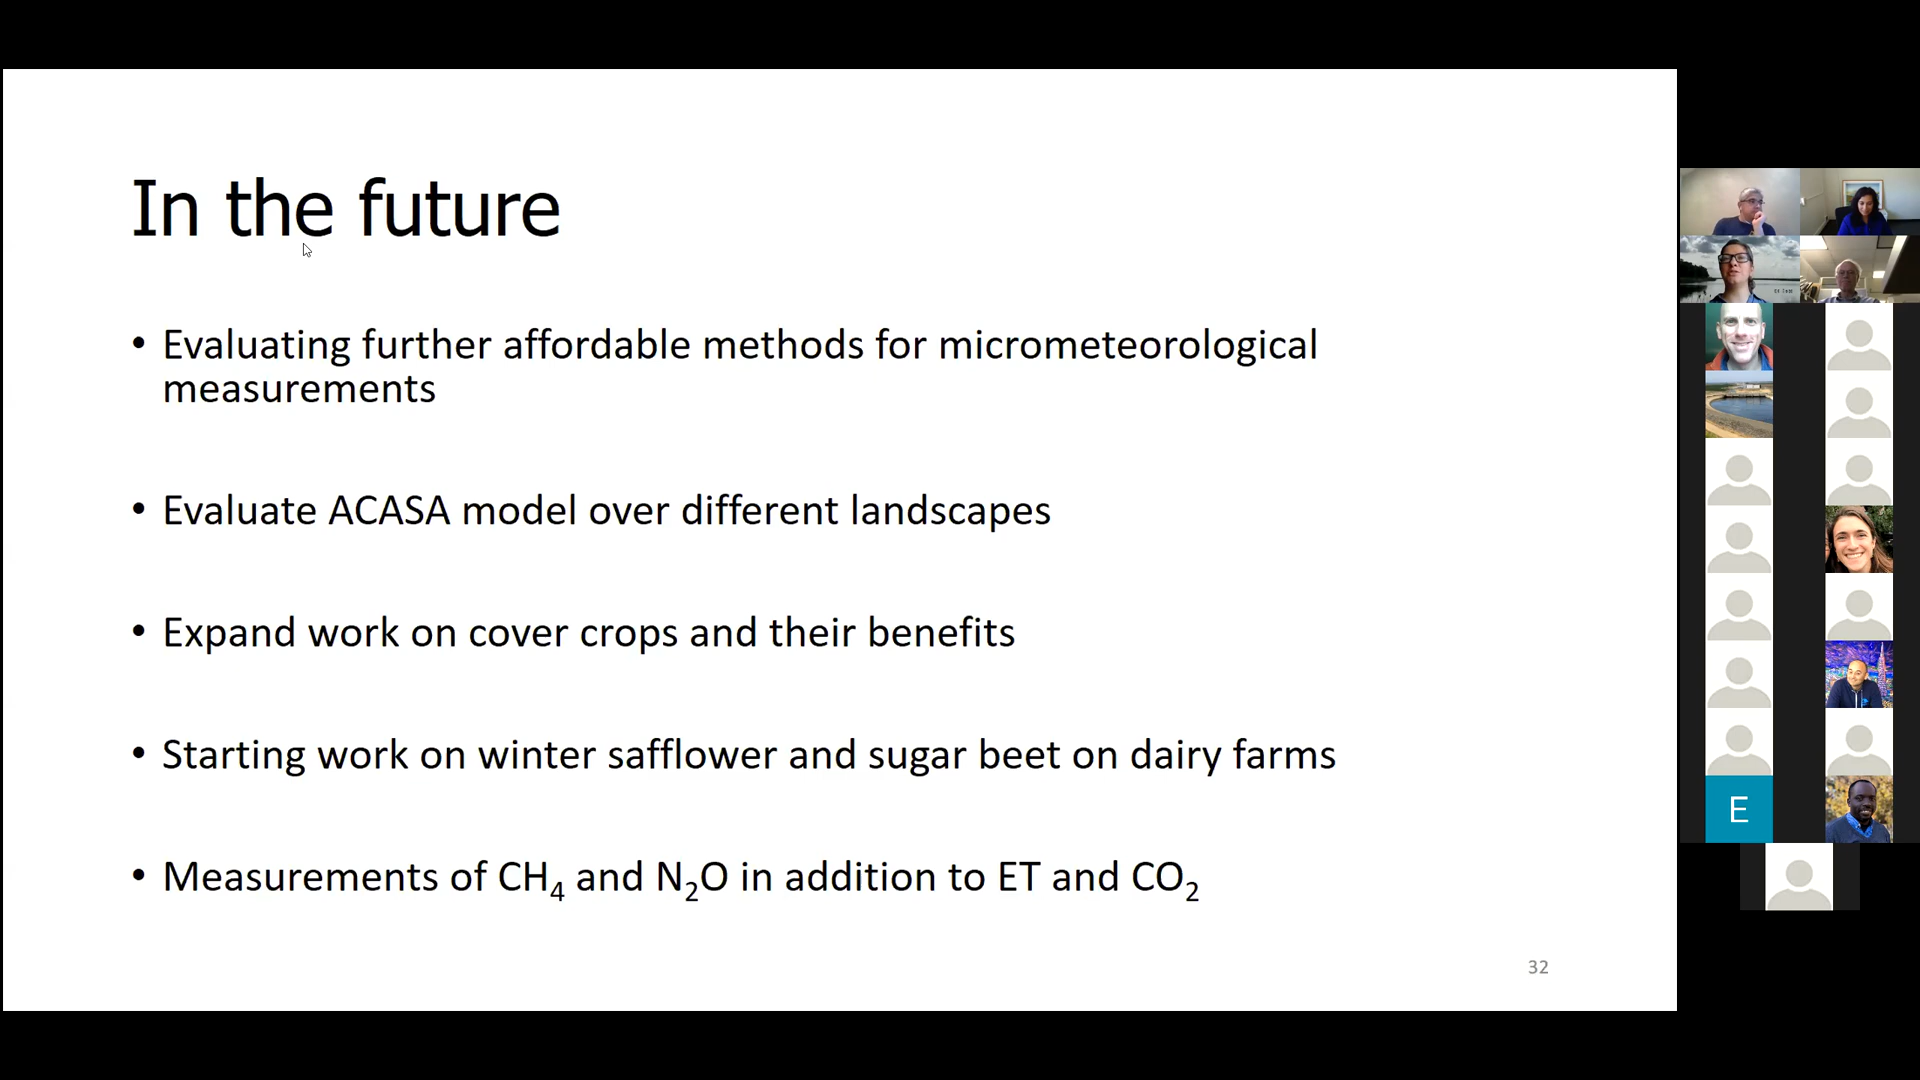 In the future
• Evaluating further affordable methods for micrometeorological
measurements
• Evaluate ACASA model over different landscapes
• Expand work on cover crops and their benefits
• Starting work on winter safflower and sugar beet on dairy farms
• Measurements of CH₄ and N₂O in addition to ET and CO₂
32
E